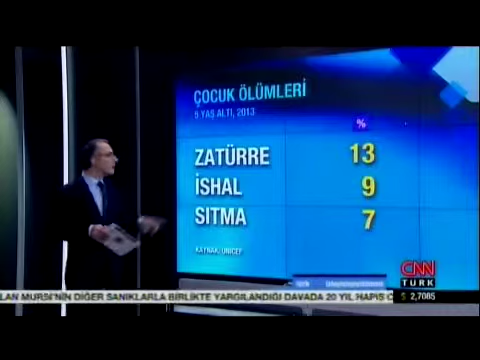 ÇOCUK ÖLÜMLERİ
5 YAŞ ALTI, 2013
%
ZATÜRRE 13
İSHAL 9
SITMA 7
KAYNAK: UNICEF
CNN
TURK
LAN MURSİ'NİN DİĞER SANIKLARLA BİRLİKTE YARGILANDIĞI DAVADA 20 YIL HAPİS C
$ 2,7085